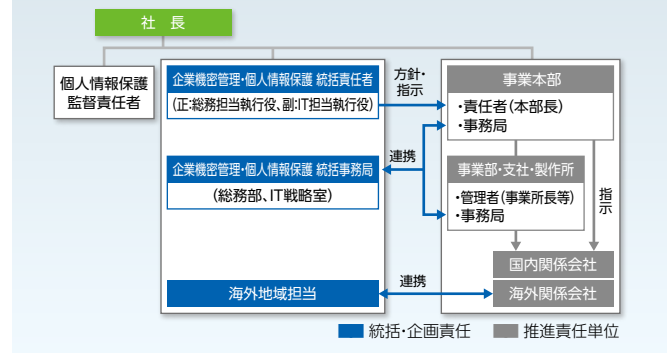 社　長
個人情報保護
監督責任者
企業機密管理・個人情報保護 統括責任者
(正:総務担当執行役、副:IT担当執行役)
方針・
指示
事業本部
・責任者(本部長)
・事務局
連携
企業機密管理・個人情報保護 統括事務局
(総務部、IT戦略室)
事業部・支社・製作所
・管理者(事業所長等)
・事務局
指示
国内関係会社
海外地域担当
連携
海外関係会社
統括・企画責任
推進責任単位